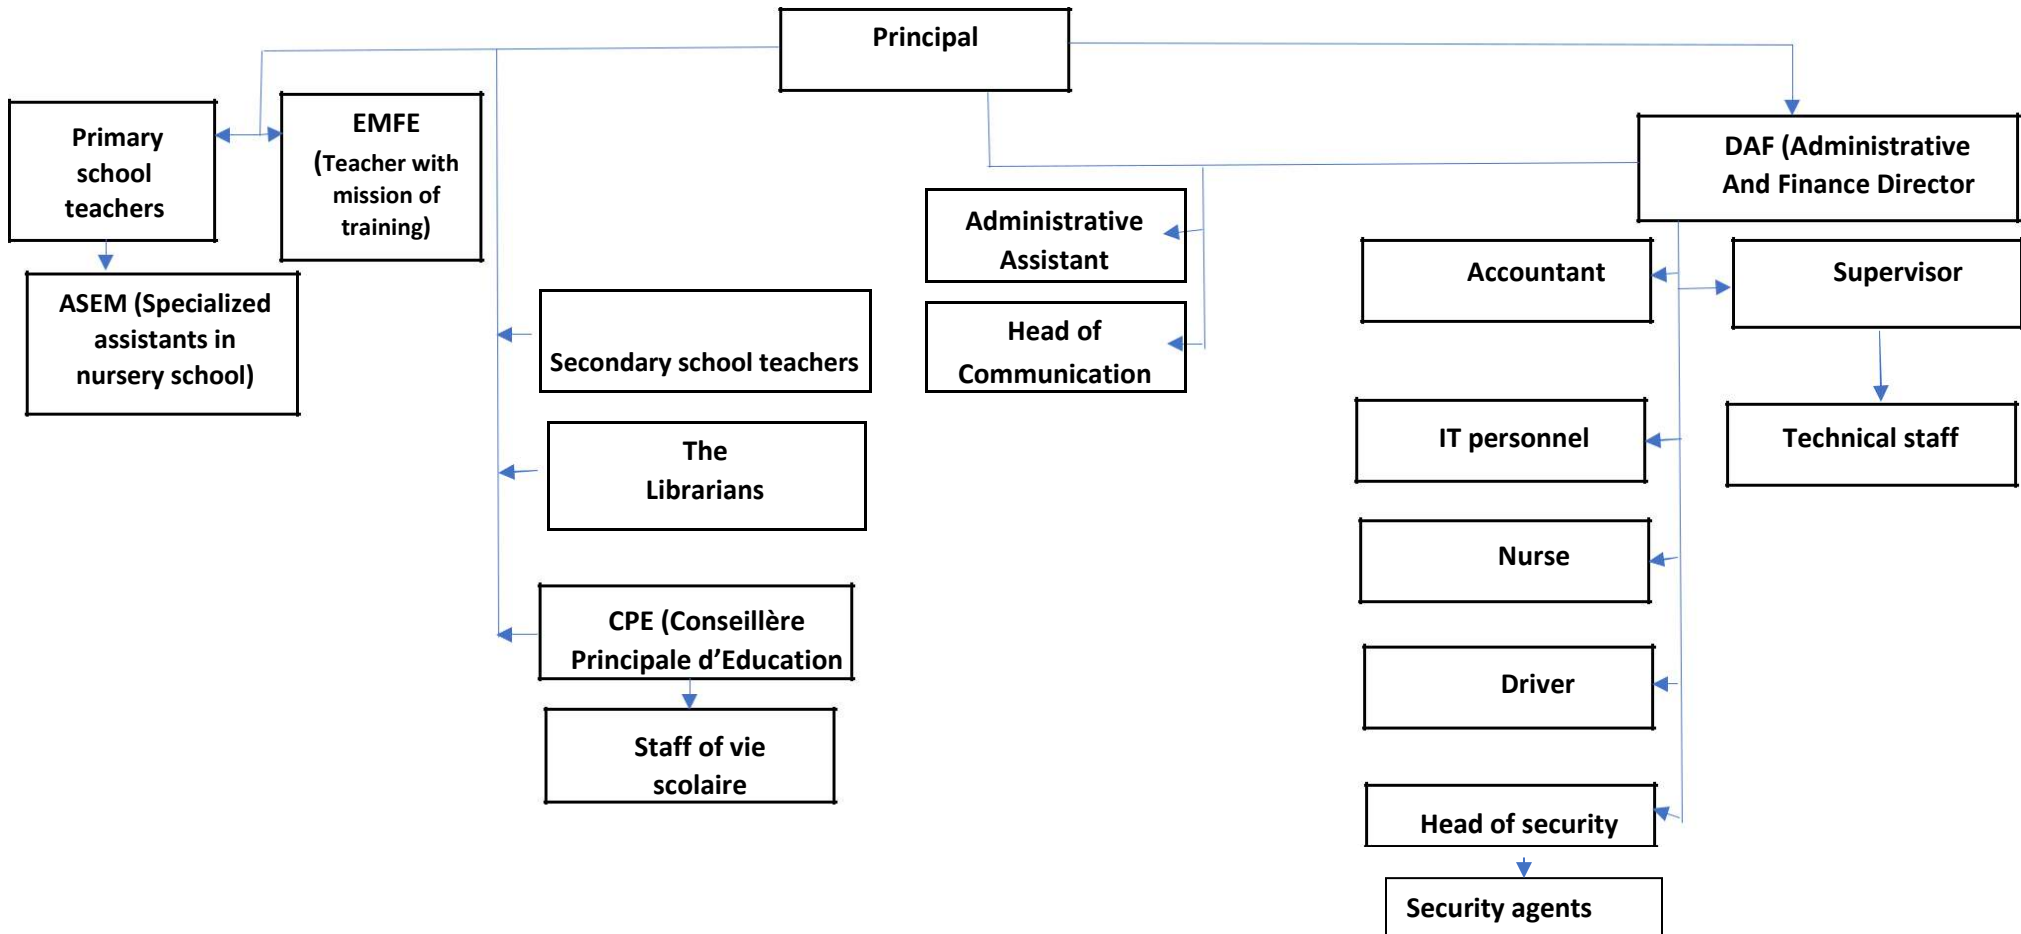 Principal
Primary
school
teachers
EMFE
(Teacher with
mission of
training)
ASEM (Specialized
assistants in
nursery school)
Secondary school teachers
The
Librarians
CPE (Conseillère
Principale d’Education
Staff of vie
scolaire
Administrative
Assistant
Head of
Communication
DAF (Administrative
And Finance Director
Accountant
Supervisor
IT personnel
Technical staff
Nurse
Driver
Head of security
Security agents